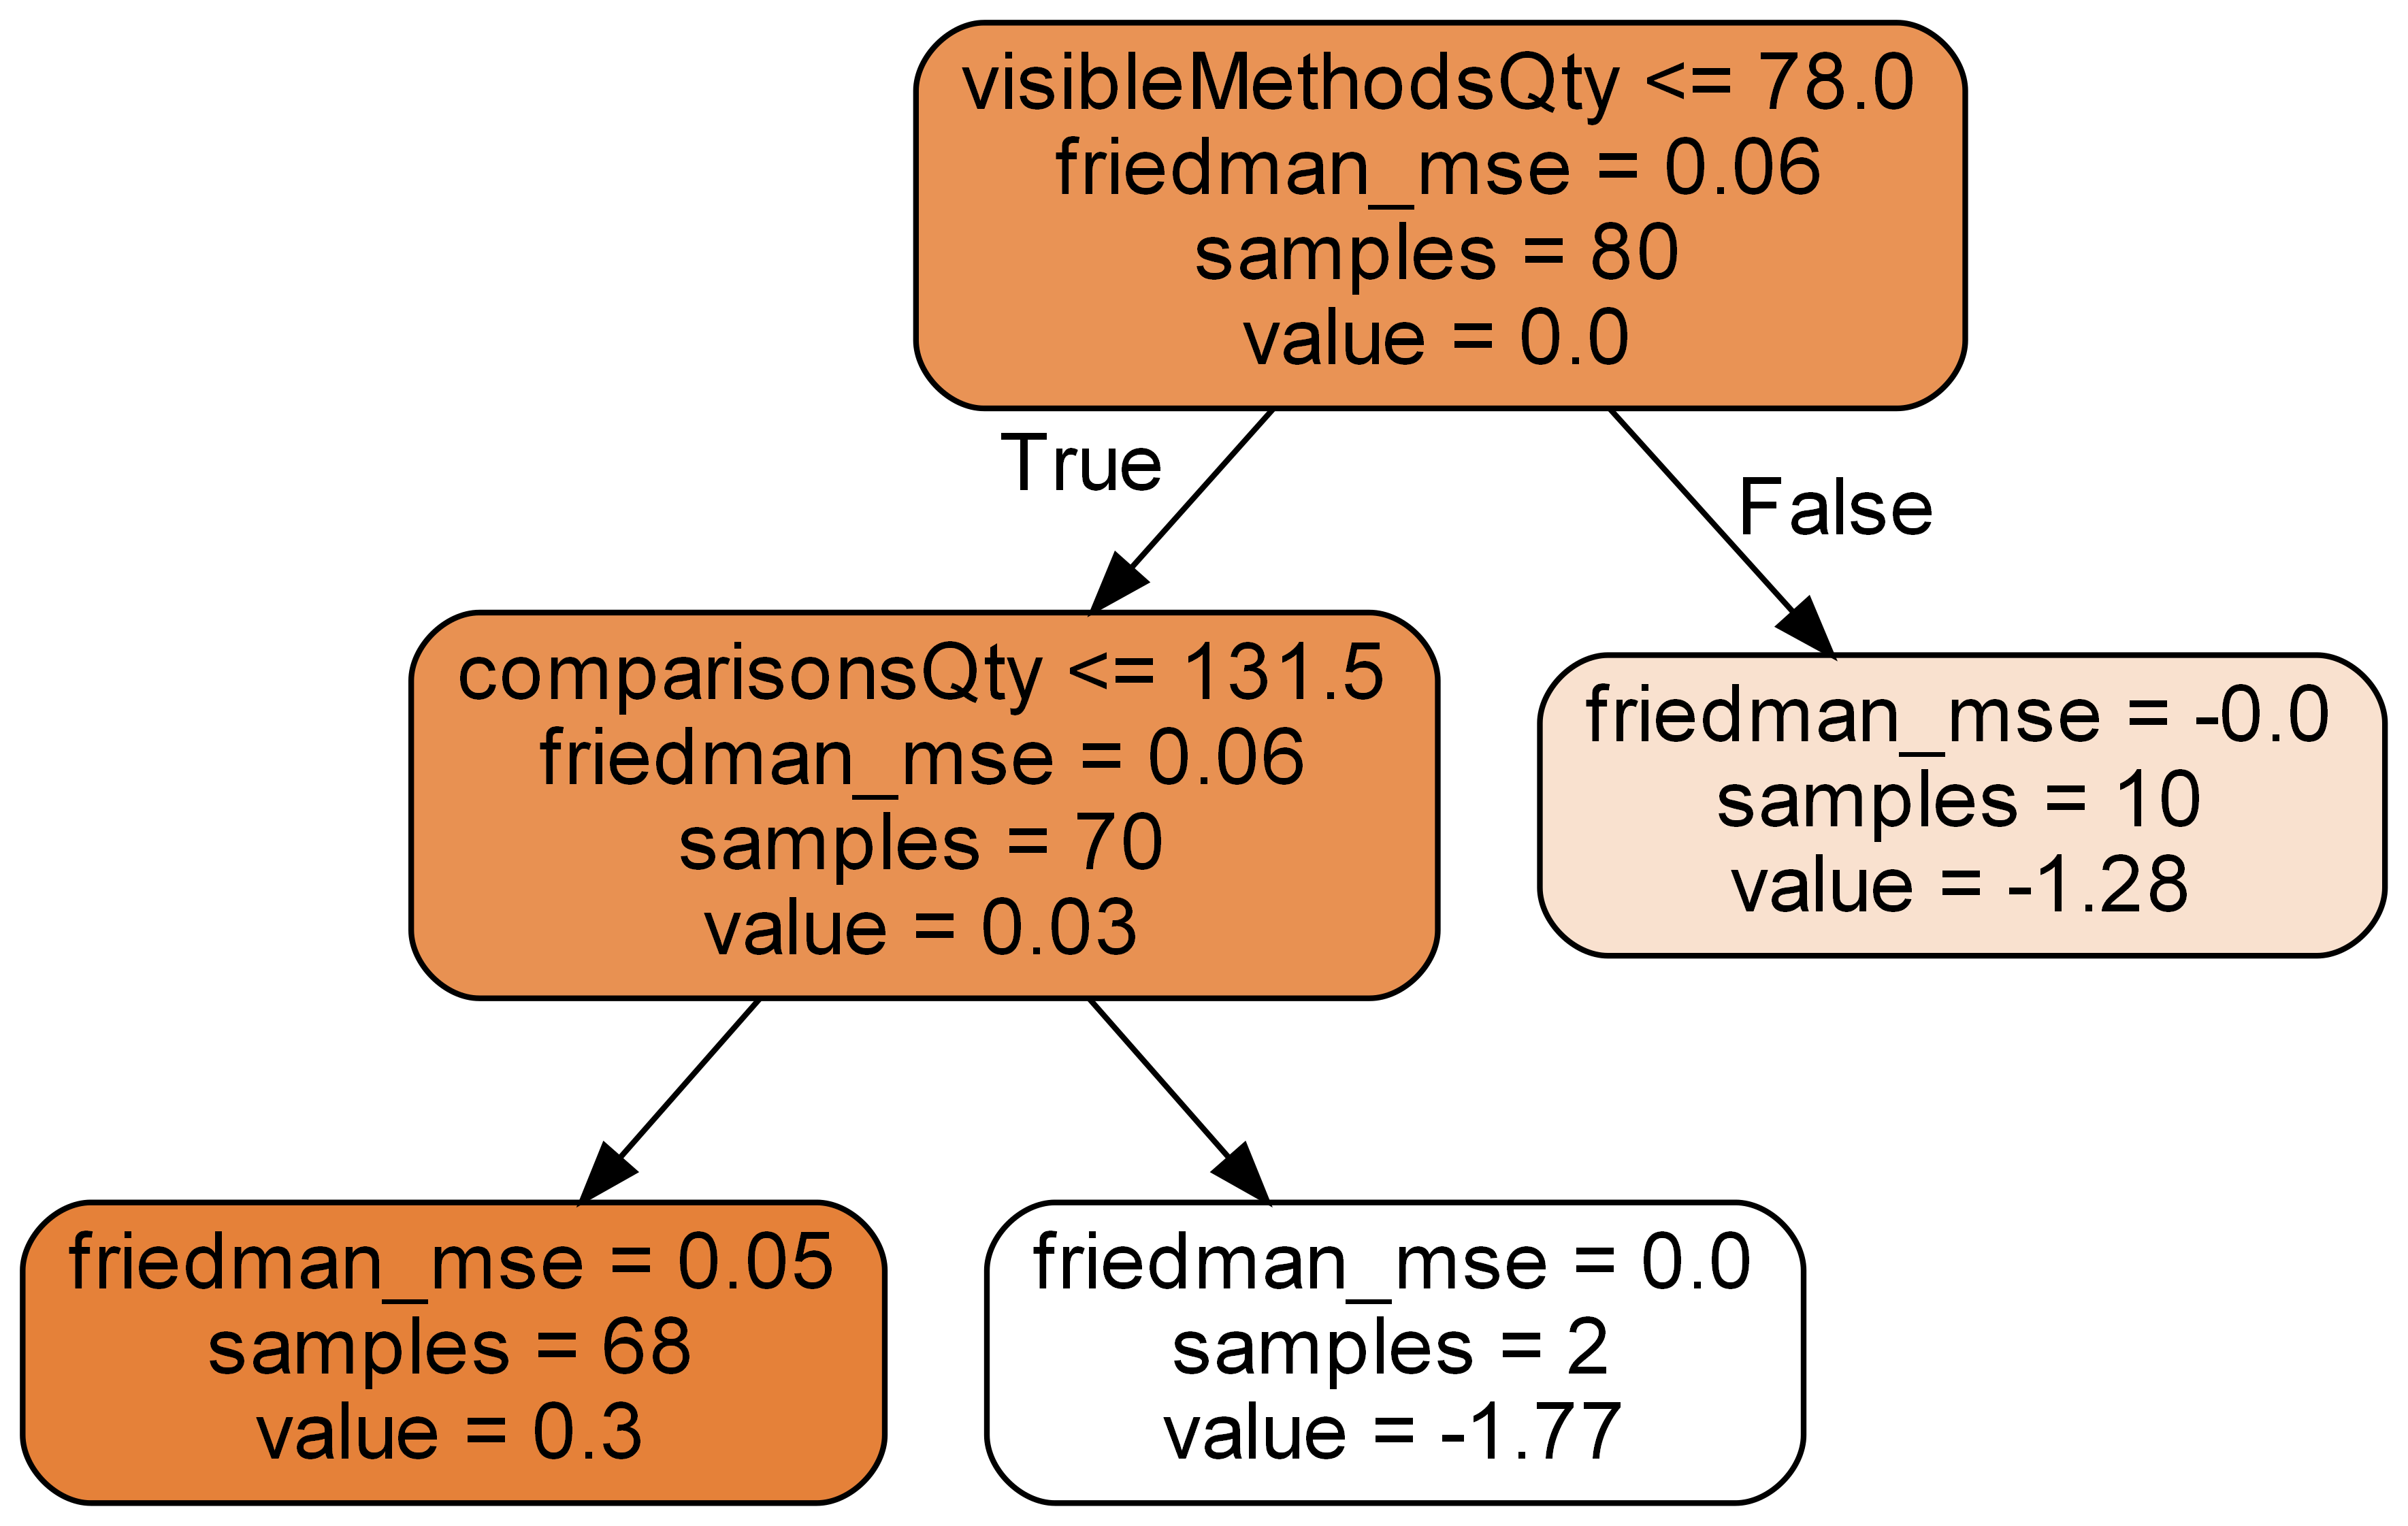 visibleMethodsQty <= 78.0
friedman_mse = 0.06
samples = 80
value = 0.0
True
False
comparisonsQty <= 131.5
friedman_mse = 0.06
samples = 70
value = 0.03
friedman_mse = -0.0
samples = 10
value = -1.28
friedman_mse = 0.05
samples = 68
value = 0.3
friedman_mse = 0.0
samples = 2
value = -1.77